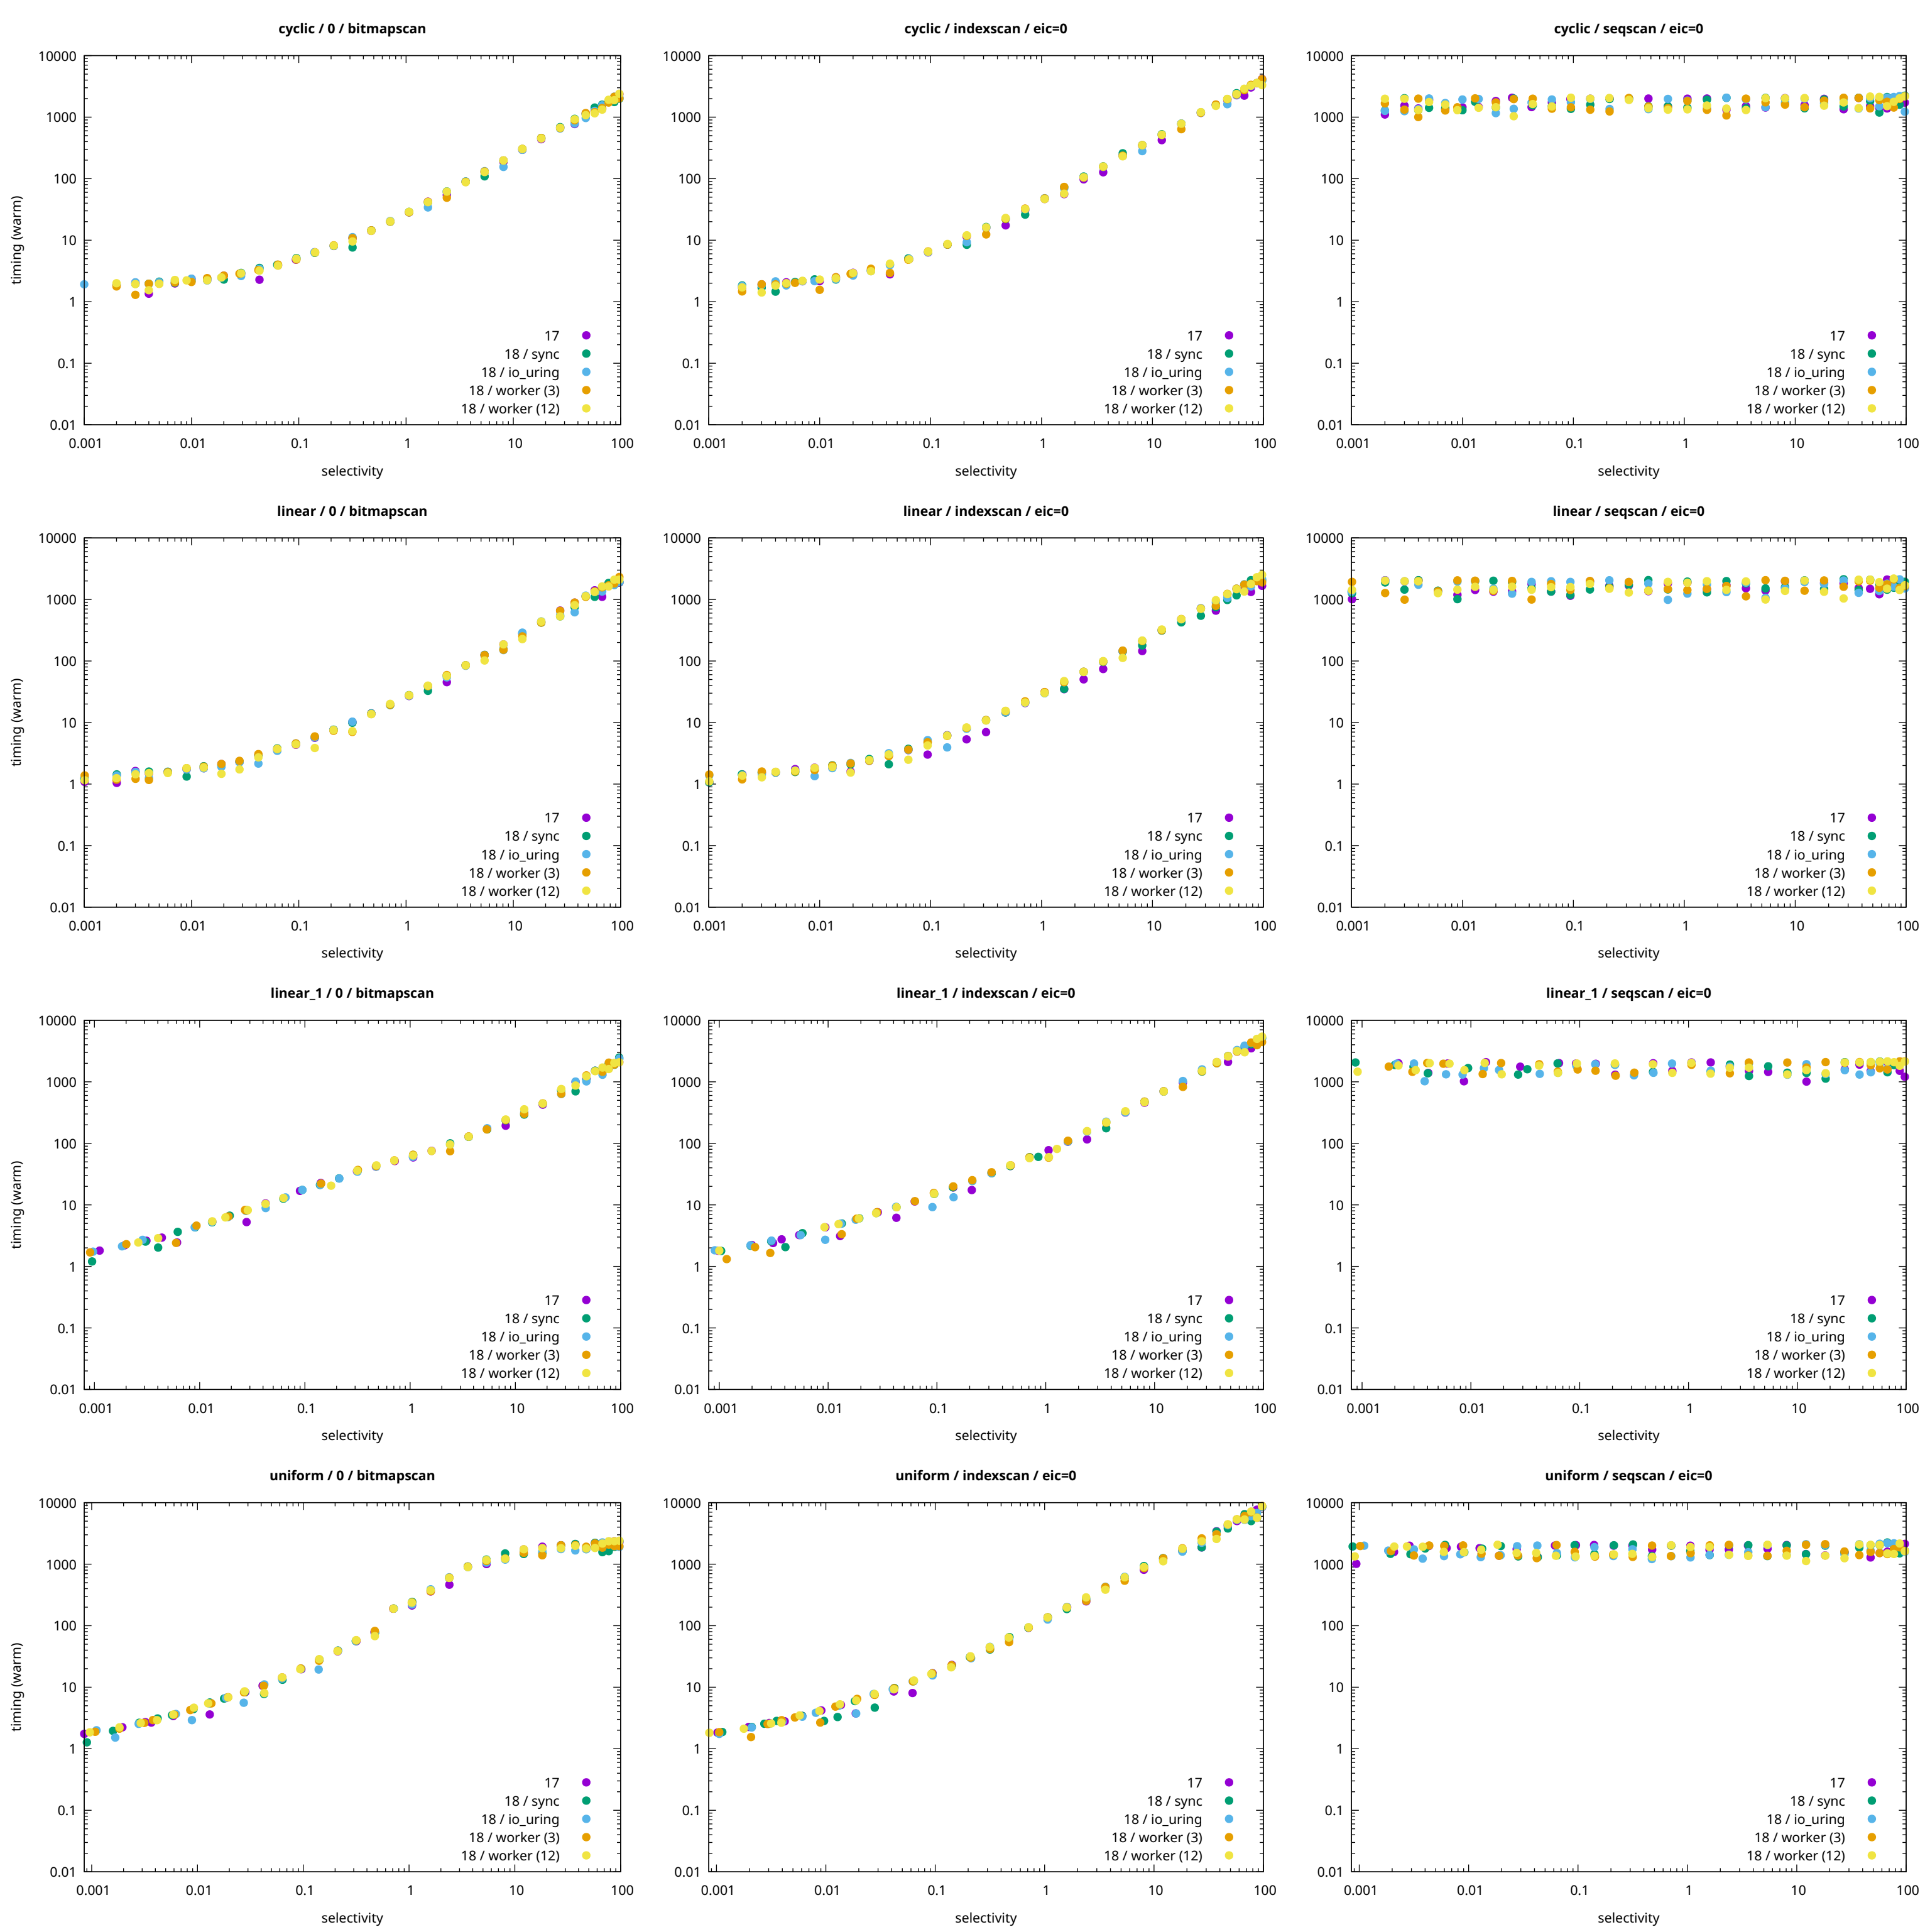 cyclic / 0 / bitmapscan
timing (warm)
10000
1000
100
10
1
0.1
0.01
17
18 / sync
18 / io_uring
18 / worker (3)
18 / worker (12)
0.001 0.01 0.1 1 10 100
selectivity
cyclic / indexscan / eic=0
10000
1000
100
10
1
0.1
0.01
17
18 / sync
18 / io_uring
18 / worker (3)
18 / worker (12)
0.001 0.01 0.1 1 10 100
selectivity
cyclic / seqscan / eic=0
10000
1000
100
10
1
0.1
0.01
17
18 / sync
18 / io_uring
18 / worker (3)
18 / worker (12)
0.001 0.01 0.1 1 10 100
selectivity
linear / 0 / bitmapscan
timing (warm)
10000
1000
100
10
1
0.1
0.01
17
18 / sync
18 / io_uring
18 / worker (3)
18 / worker (12)
0.001 0.01 0.1 1 10 100
selectivity
linear / indexscan / eic=0
10000
1000
100
10
1
0.1
0.01
17
18 / sync
18 / io_uring
18 / worker (3)
18 / worker (12)
0.001 0.01 0.1 1 10 100
selectivity
linear / seqscan / eic=0
10000
1000
100
10
1
0.1
0.01
17
18 / sync
18 / io_uring
18 / worker (3)
18 / worker (12)
0.001 0.01 0.1 1 10 100
selectivity
linear_1 / 0 / bitmapscan
timing (warm)
10000
1000
100
10
1
0.1
0.01
17
18 / sync
18 / io_uring
18 / worker (3)
18 / worker (12)
0.001 0.01 0.1 1 10 100
selectivity
linear_1 / indexscan / eic=0
10000
1000
100
10
1
0.1
0.01
17
18 / sync
18 / io_uring
18 / worker (3)
18 / worker (12)
0.001 0.01 0.1 1 10 100
selectivity
linear_1 / seqscan / eic=0
10000
1000
100
10
1
0.1
0.01
17
18 / sync
18 / io_uring
18 / worker (3)
18 / worker (12)
0.001 0.01 0.1 1 10 100
selectivity
uniform / 0 / bitmapscan
timing (warm)
10000
1000
100
10
1
0.1
0.01
17
18 / sync
18 / io_uring
18 / worker (3)
18 / worker (12)
0.001 0.01 0.1 1 10 100
selectivity
uniform / indexscan / eic=0
10000
1000
100
10
1
0.1
0.01
17
18 / sync
18 / io_uring
18 / worker (3)
18 / worker (12)
0.001 0.01 0.1 1 10 100
selectivity
uniform / seqscan / eic=0
10000
1000
100
10
1
0.1
0.01
17
18 / sync
18 / io_uring
18 / worker (3)
18 / worker (12)
0.001 0.01 0.1 1 10 100
selectivity